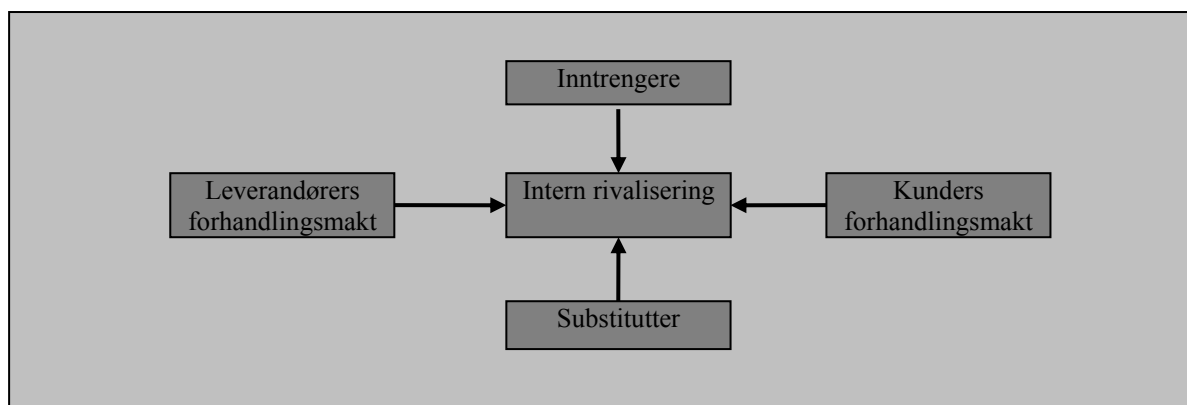 Inntrengere
Leverandørers
forhandlingsmakt
Intern rivalisering
Kunders
forhandlingsmakt
Substitutter